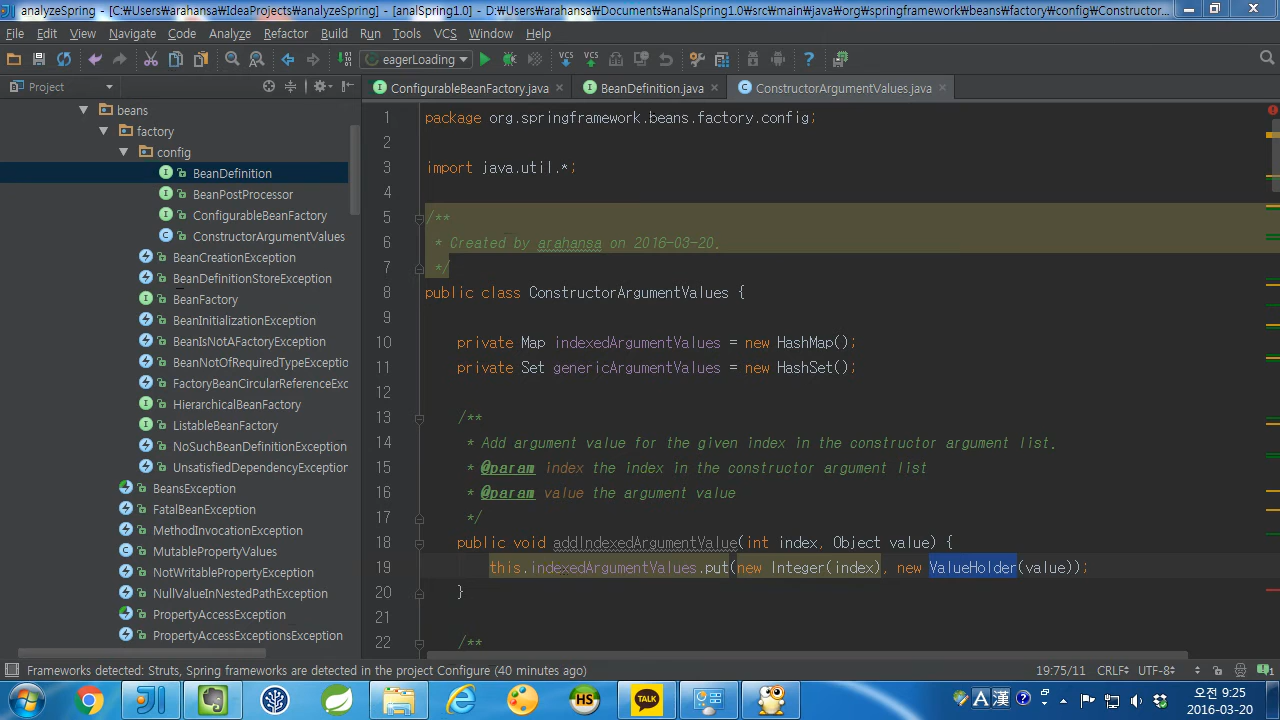 analyzeSpring - [C:₩Users₩arahansa₩IdeaProjects₩analyzeSpring] - [analSpring1.0] - D:₩Users₩arahansa₩Documents₩analSpring1.0₩src₩main₩java₩org₩springframework₩beans₩factory₩config₩Constructor...
File Edit View Navigate Code Analyze Refactor Build Run Tools VCS Window Help
eagerLoading VCS VCS
Project
ConfigurableBeanFactory.java BeanDefinition.java ConstructorArgumentValues.java
beans
factory
config
BeanDefinition
BeanPostProcessor
ConfigurableBeanFactory
ConstructorArgumentValues
BeanCreationException
BeanDefinitionStoreException
BeanFactory
BeanInitializationException
BeanIsNotAFactoryException
BeanNotOfRequiredTypeExceptio
FactoryBeanCircularReferenceExc
HierarchicalBeanFactory
ListableBeanFactory
NoSuchBeanDefinitionException
UnsatisfiedDependencyException
BeansException
FatalBeanException
MethodInvocationException
MutablePropertyValues
NotWritablePropertyException
NullValueInNestedPathException
PropertyAccessException
PropertyAccessExceptionsException
1 package org.springframework.beans.factory.config;
2
3 import java.util.*;
4
5 /**
6 * Created by arahansa on 2016-03-20.
7 */
8 public class ConstructorArgumentValues {
9
10 private Map indexedArgumentValues = new HashMap();
11 private Set genericArgumentValues = new HashSet();
12
13 /**
14 * Add argument value for the given index in the constructor argument list.
15 * @param index the index in the constructor argument list
16 * @param value the argument value
17 */
18 public void addIndexedArgumentValue(int index, Object value) {
19 this.indexedArgumentValues.put(new Integer(index), new ValueHolder(value));
20 }
21
22 /**
Frameworks detected: Struts, Spring frameworks are detected in the project Configure (40 minutes ago) 19:75/11 CRLF UTF-8
HS TALK A 漢 오전 9:25
2016-03-20